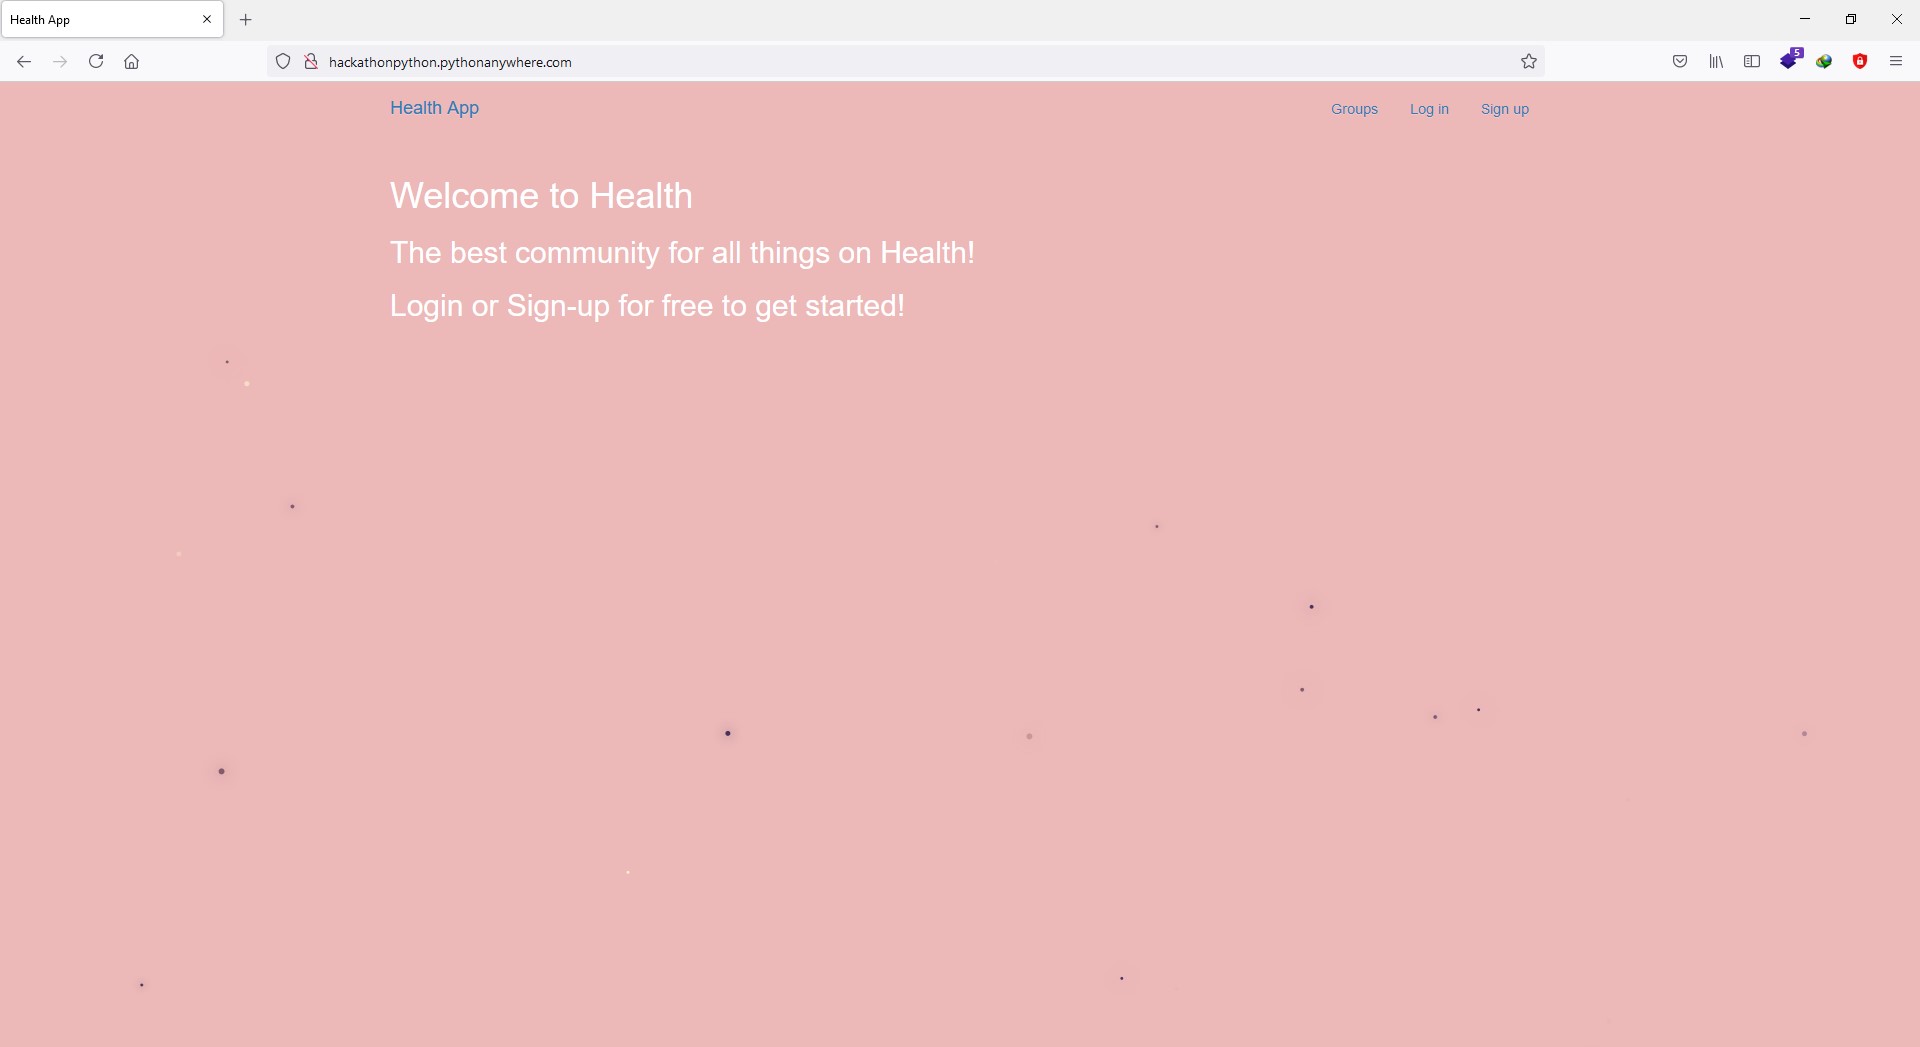 Health App
5
hackathonpython.pythonanywhere.com
Health App
Groups Log in Sign up
Welcome to Health
The best community for all things on Health!
Login or Sign-up for free to get started!